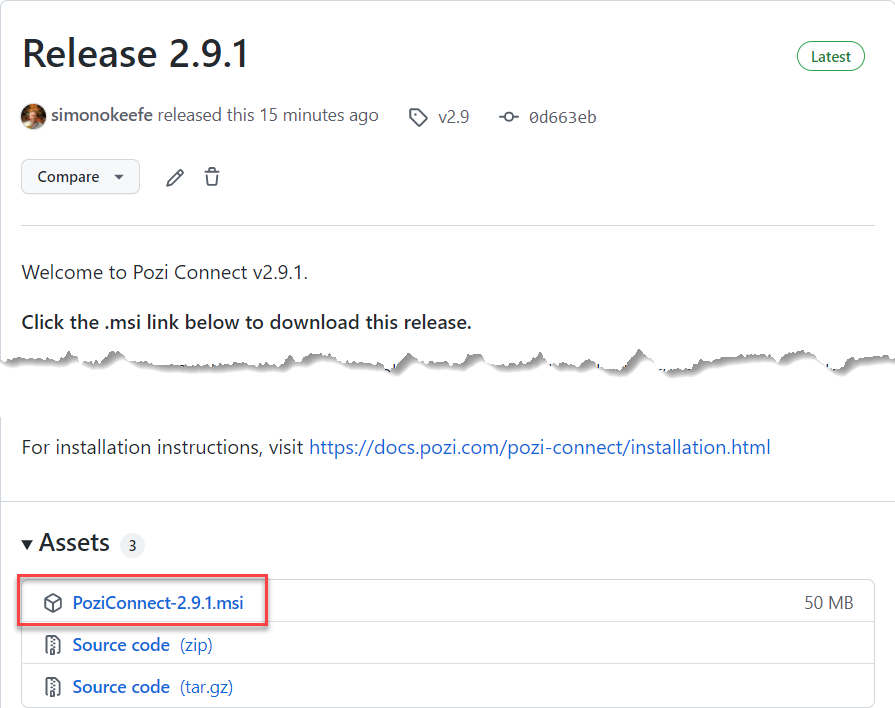 Release 2.9.1
Latest
simonokeefe released this 15 minutes ago v2.9 0d663eb
Compare
Welcome to Pozi Connect v2.9.1.
Click the .msi link below to download this release.
For installation instructions, visit https://docs.pozi.com/pozi-connect/installation.html
Assets 3
PoziConnect-2.9.1.msi 50 MB
Source code (zip)
Source code (tar.gz)